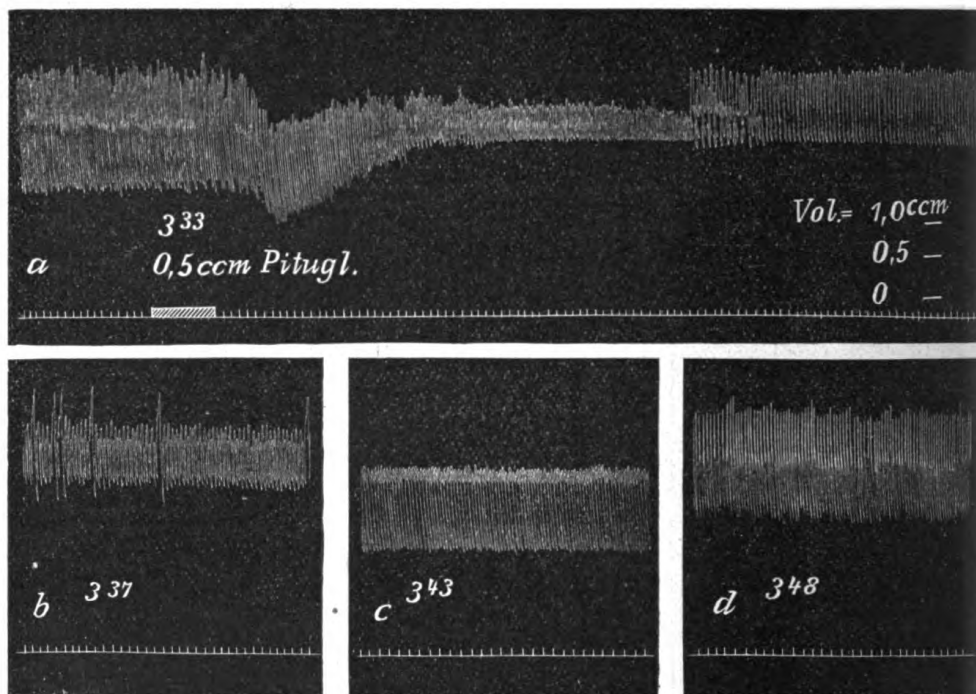 3 33
0,5 ccm Pitugl.
a
Vol.= 1,0 ccm –
0,5 –
0 –
b 3 37
c 3 43
d 3 48